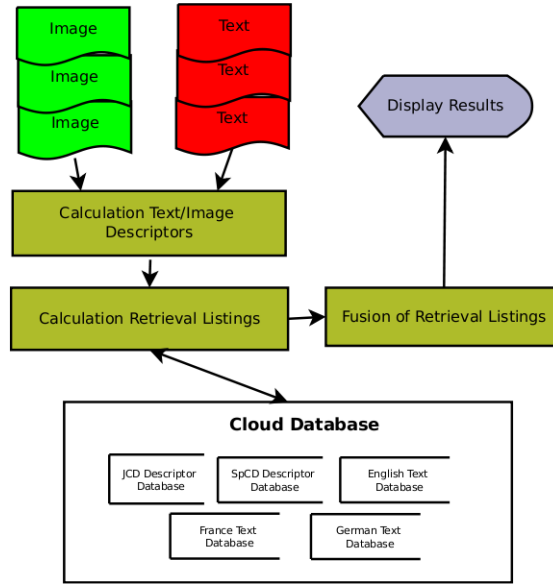 Image
Text
Image
Text
Image
Text
Display Results
Calculation Text/Image
Descriptors
Calculation Retrieval Listings
Fusion of Retrieval Listings
Cloud Database
JCD Descriptor
Database
SpCD Descriptor
Database
English Text
Database
France Text
Database
German Text
Database